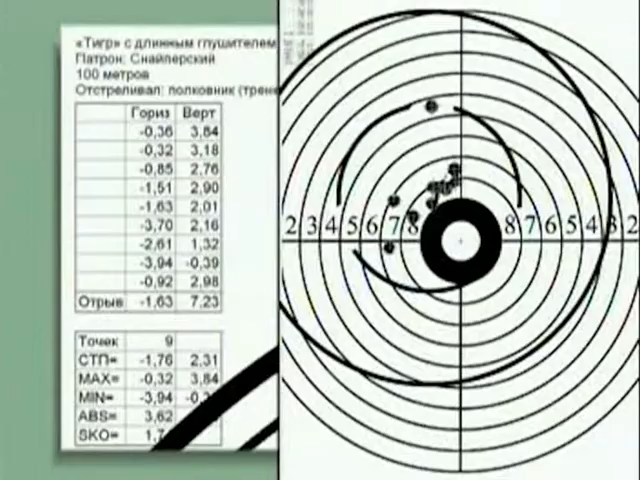 «Тигр» с длинным глушителем
Патрон: Снайперский
100 метров
Отстреливал: полковник (трене
Гориз Верт
-0,36 3,84
-0,32 3,18
-0,85 2,76
-1,51 2,90
-1,63 2,01
-3,70 2,16
-2,61 1,32
-3,94 -0,39
-0,92 2,98
Отрыв -1,63 7,23
Точек 9
СТП= -1,76 2,31
MAX= -0,32 3,84
MIN= -3,94
ABS= 3,62
SKO=
2 3 4 5 6 7 8 8 7 6 5 4 3 2